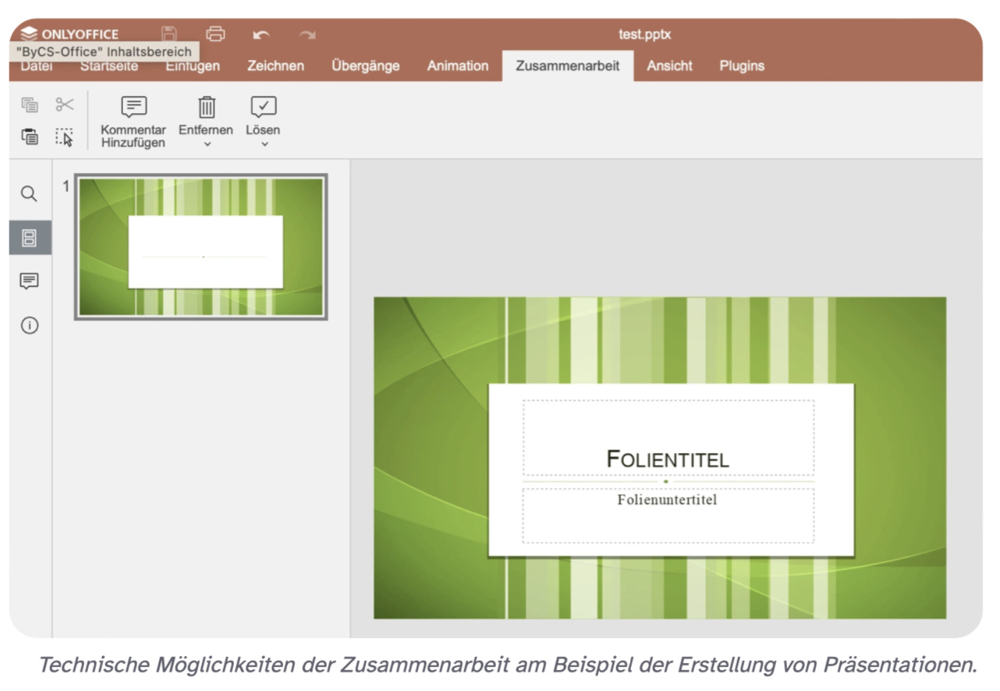 ONLYOFFICE
test.pptx
"ByCS-Office" Inhaltsbereich
Datei Startseite Einfügen Zeichnen Übergänge Animation Zusammenarbeit Ansicht Plugins
Kommentar Hinzufügen
Entfernen
Lösen
1
FOLIENTITEL
Folienuntertitel
Technische Möglichkeiten der Zusammenarbeit am Beispiel der Erstellung von Präsentationen.